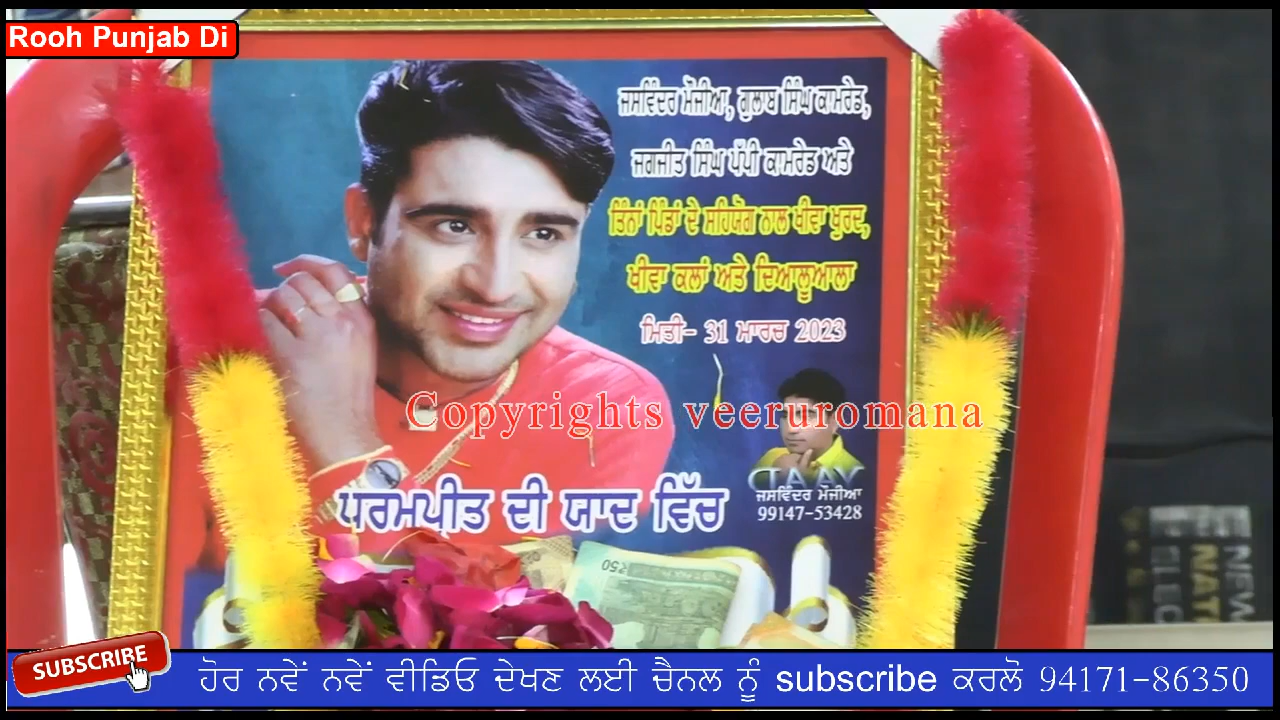 Rooh Punjab Di
ਜਸਵਿੰਦਰ ਮੌਜੀਆ, ਗੁਲਾਬ ਸਿੰਘ ਕਾਮਰੇਡ,
ਜਗਜੀਤ ਸਿੰਘ ਪੱਪੀ ਕਾਮਰੇਡ ਅਤੇ
ਤਿੰਨਾਂ ਪਿੰਡਾਂ ਦੇ ਸਹਿਯੋਗ ਨਾਲ ਖੀਵਾ ਖੁਰਦ,
ਖੀਵਾ ਕਲਾਂ ਅਤੇ ਦਿਆਲੂਆਲਾ
ਮਿਤੀ- 31 ਮਾਰਚ 2023
Copyrights veeruromana
ਪਰਮਪ੍ਰੀਤ ਦੀ ਯਾਦ ਵਿੱਚ
ਜਸਵਿੰਦਰ ਮੌਜੀਆ
99147-53428
₹50
SUBSCRIBE
ਹੋਰ ਨਵੇਂ ਨਵੇਂ ਵੀਡਿਓ ਦੇਖਣ ਲਈ ਚੈਨਲ ਨੂੰ subscribe ਕਰਲੋ 94171-86350